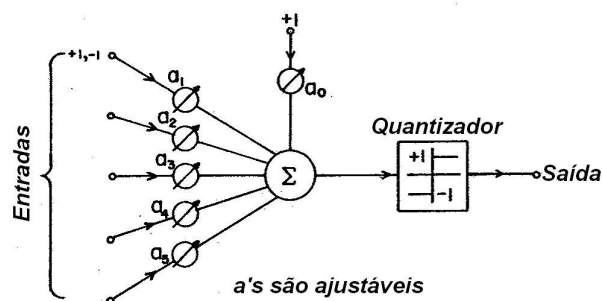 +1
+1,-1
a1
a0
a2
Quantizador
a3
Entradas
Σ
+1
-1
Saída
a4
a5
a's são ajustáveis